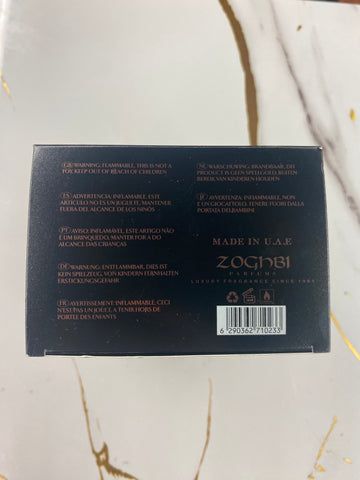 GB WARNING: FLAMMABLE, THIS IS NOT A
TOY, KEEP OUT OF REACH OF CHILDREN
ES ADVERTENCIA: INFLAMABLE, ESTE
ARTÍCULO NO ES UN JUGUETE, MANTENER
FUERA DEL ALCANCE DE LOS NIÑOS
PT AVISO: INFLAMÁVEL, ESTE ARTIGO NÃO
É UM BRINQUEDO, MANTER FOR A DO
ALCANCE DAS CRIANÇAS
DE WARNUNG: ENTFLAMMBAR, DIES IST
KEIN SPIELZEUG, VON KINDERN FERNHALTEN
ERSTICKUNGSGEFAHR
FR AVERTISSEMENT: INFLAMMABLE: CECI
N'EST PAS UN JOUET, A TENIR HORS DE
PORTEE DES ENFANTS
NL WARSCHUWING: BRANDBAAR, DIT
PRODUCT IS GEEN SPEELGOED, BUITEN
BEREIK VAN KINDEREN HOUDEN
IT AVVERTENZA: INFIAMMABILE, NON
È UN GIOCATTERO, TENERE FUORI DALLA
PORTATA DEI BAMBINI
MADE IN U.A.E
ZOGHBI
PARFUMS
LUXURY FRAGRANCE SINCE 1961
6 290362 710233